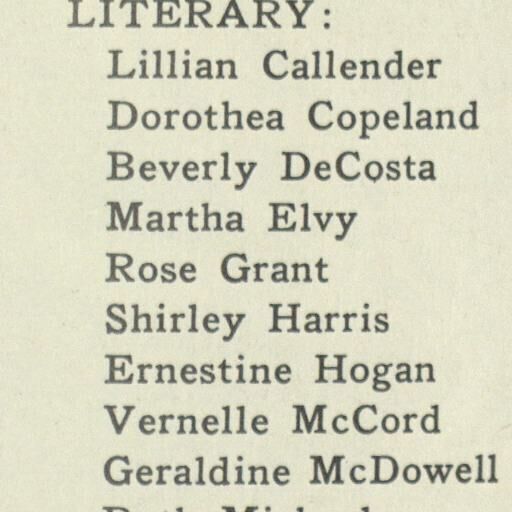 LITERARY:
Lillian Callender
Dorothea Copeland
Beverly DeCosta
Martha Elvy
Rose Grant
Shirley Harris
Ernestine Hogan
Vernelle McCord
Geraldine McDowell